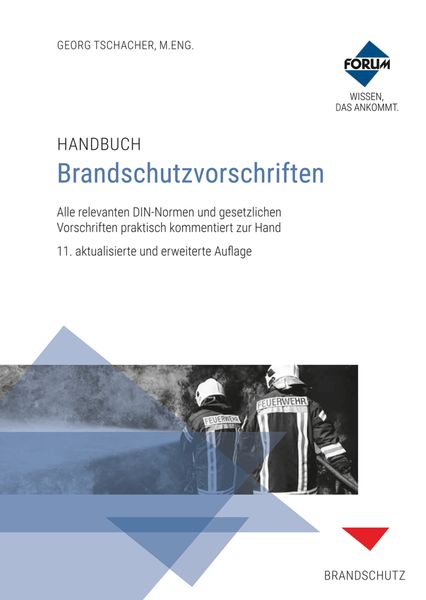 GEORG TSCHACHER, M.ENG.
FORUM
WISSEN,
DAS ANKOMMT.
HANDBUCH
Brandschutzvorschriften
Alle relevanten DIN-Normen und gesetzlichen
Vorschriften praktisch kommentiert zur Hand
11. aktualisierte und erweiterte Auflage
FEUERWEHR
FEUERWEHR
BRANDSCHUTZ